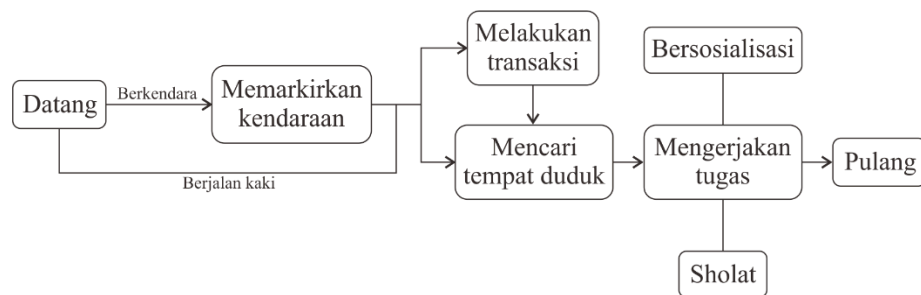 Datang
Berkendara
Memarkirkan
kendaraan
Berjalan kaki
Melakukan
transaksi
Mencari
tempat duduk
Bersosialisasi
Mengerjakan
tugas
Sholat
Pulang